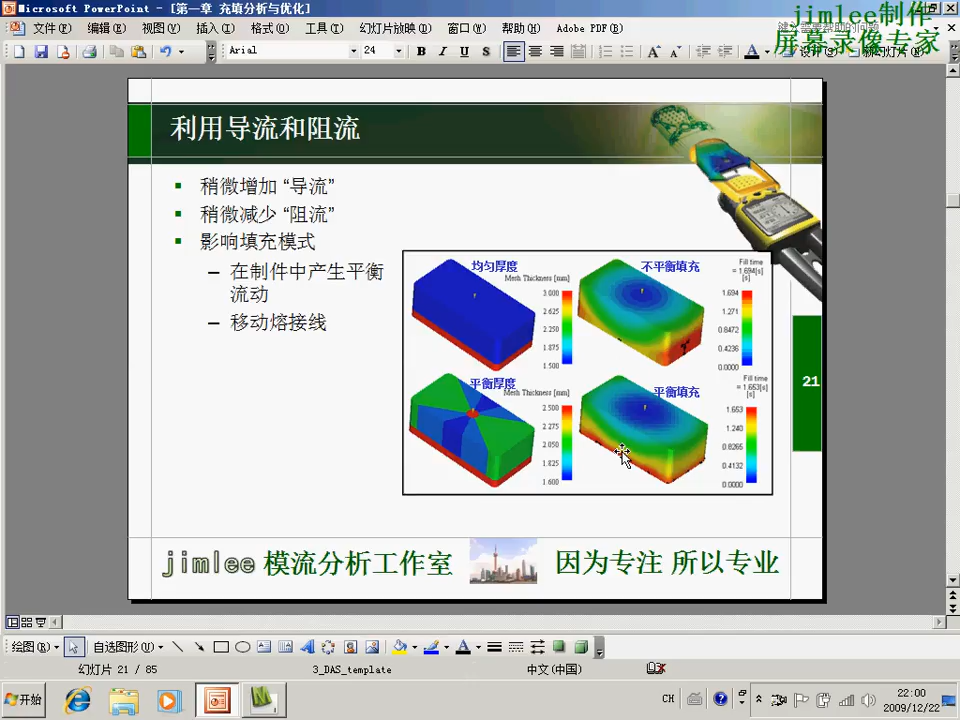 Microsoft PowerPoint - [第一章 充填分析与优化]
jimlee制作
屏幕录像专家
文件(F) 编辑(E) 视图(V) 插入(I) 格式(O) 工具(T) 幻灯片放映(D) 窗口(W) 帮助(H) Adobe PDF(B)
Arial 24 B I U S A A A
利用导流和阻流
稍微增加 “导流”
稍微减少 “阻流”
影响填充模式
– 在制件中产生平衡
流动
– 移动熔接线
均匀厚度
Mesh Thickness [mm]
3.000
2.625
2.250
1.875
1.500
不平衡填充
Fill time
= 1.694[s]
[s]
1.694
1.271
0.8472
0.4236
0.0000
平衡厚度
Mesh Thickness [mm]
2.500
2.275
2.050
1.825
1.600
平衡填充
Fill time
= 1.653[s]
[s]
1.653
1.240
0.8265
0.4132
0.0000
21
jimlee 模流分析工作室 因为专注 所以专业
绘图(R) 自选图形(U) A
幻灯片 21 / 85 3_DAS_template 中文(中国)
开始 CH 22:00
2009/12/22